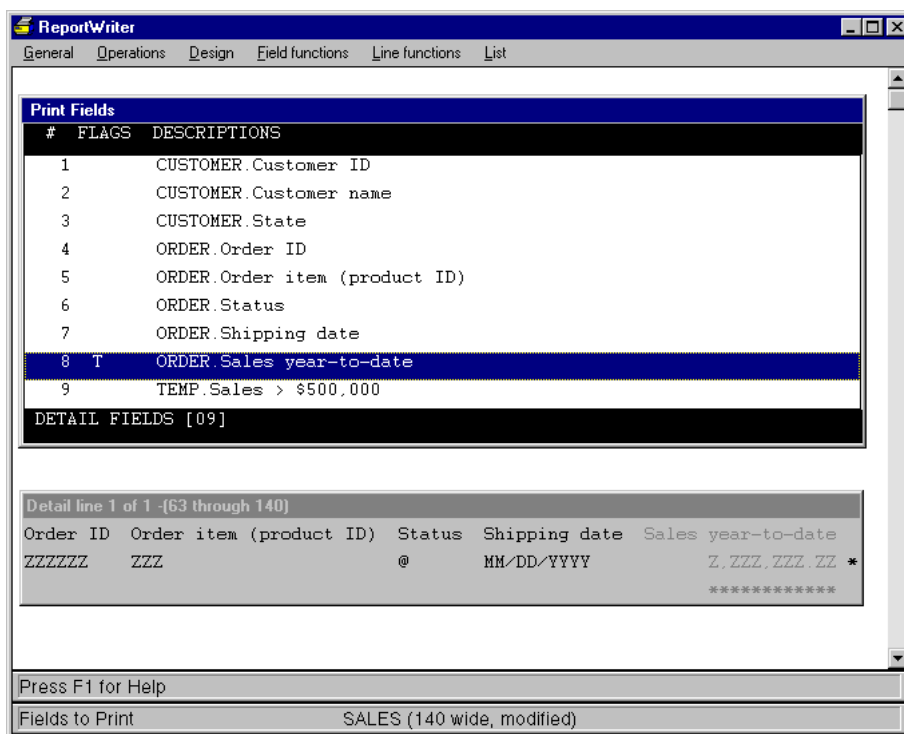 ReportWriter
General Operations Design Field functions Line functions List
Print Fields
# FLAGS DESCRIPTIONS
1 CUSTOMER.Customer ID
2 CUSTOMER.Customer name
3 CUSTOMER.State
4 ORDER.Order ID
5 ORDER.Order item (product ID)
6 ORDER.Status
7 ORDER.Shipping date
8 T ORDER.Sales year-to-date
9 TEMP.Sales > $500,000
DETAIL FIELDS [09]
Detail line 1 of 1 -(63 through 140)
Order ID Order item (product ID) Status Shipping date Sales year-to-date
ZZZZZZ ZZZ @ MM/DD/YYYY Z,ZZZ,ZZZ.ZZ *
************
Press F1 for Help
Fields to Print SALES (140 wide, modified)